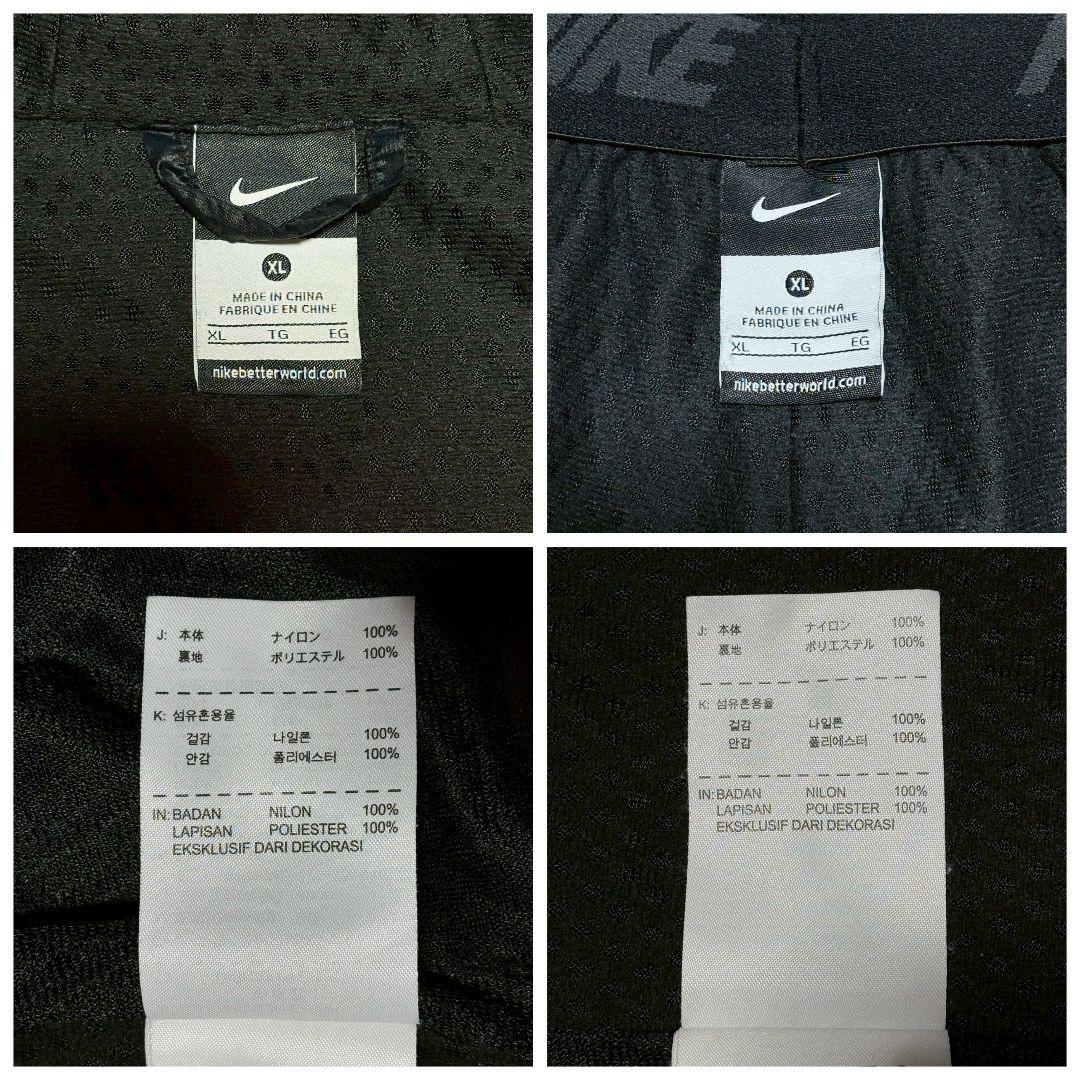 XL
MADE IN CHINA
FABRIQUE EN CHINE
XL TG EG
nikebetterworld.com
NIKE
XL
MADE IN CHINA
FABRIQUE EN CHINE
XL TG EG
nikebetterworld.com
J: 本体 ナイロン 100%
裏地 ポリエステル 100%
K: 섬유혼용율
겉감 나일론 100%
안감 폴리에스터 100%
IN: BADAN NILON 100%
LAPISAN POLIESTER 100%
EKSKLUSIF DARI DEKORASI
J: 本体 ナイロン 100%
裏地 ポリエステル 100%
K: 섬유혼용율
겉감 나일론 100%
안감 폴리에스터 100%
IN: BADAN NILON 100%
LAPISAN POLIESTER 100%
EKSKLUSIF DARI DEKORASI